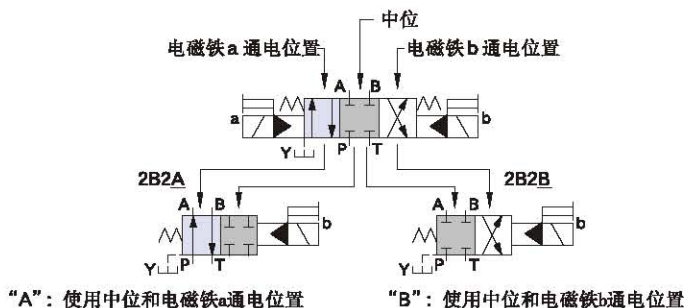 中位
电磁铁a通电位置 电磁铁b通电位置
A B
a b
Y P T
2B2A 2B2B
A B A B
b b
Y P T Y P T
“A”: 使用中位和电磁铁a通电位置 “B”: 使用中位和电磁铁b通电位置